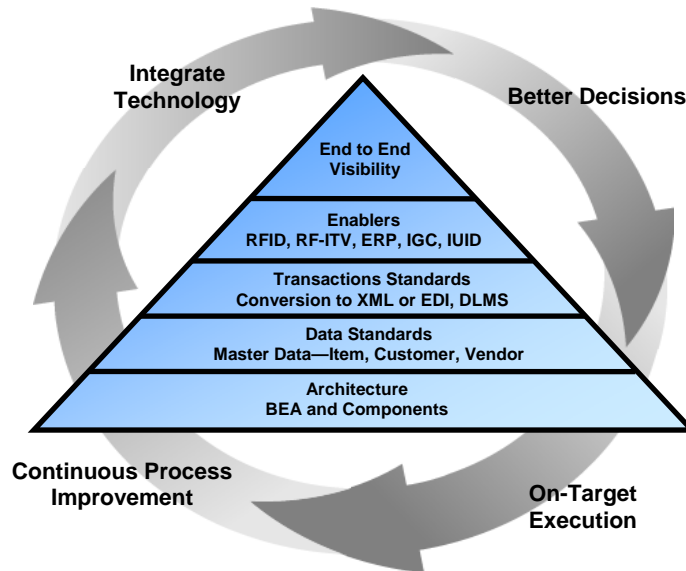 Integrate
Technology
Better Decisions
End to End
Visibility
Enablers
RFID, RF-ITV, ERP, IGC, IUID
Transactions Standards
Conversion to XML or EDI, DLMS
Data Standards
Master Data—Item, Customer, Vendor
Architecture
BEA and Components
Continuous Process
Improvement
On-Target
Execution